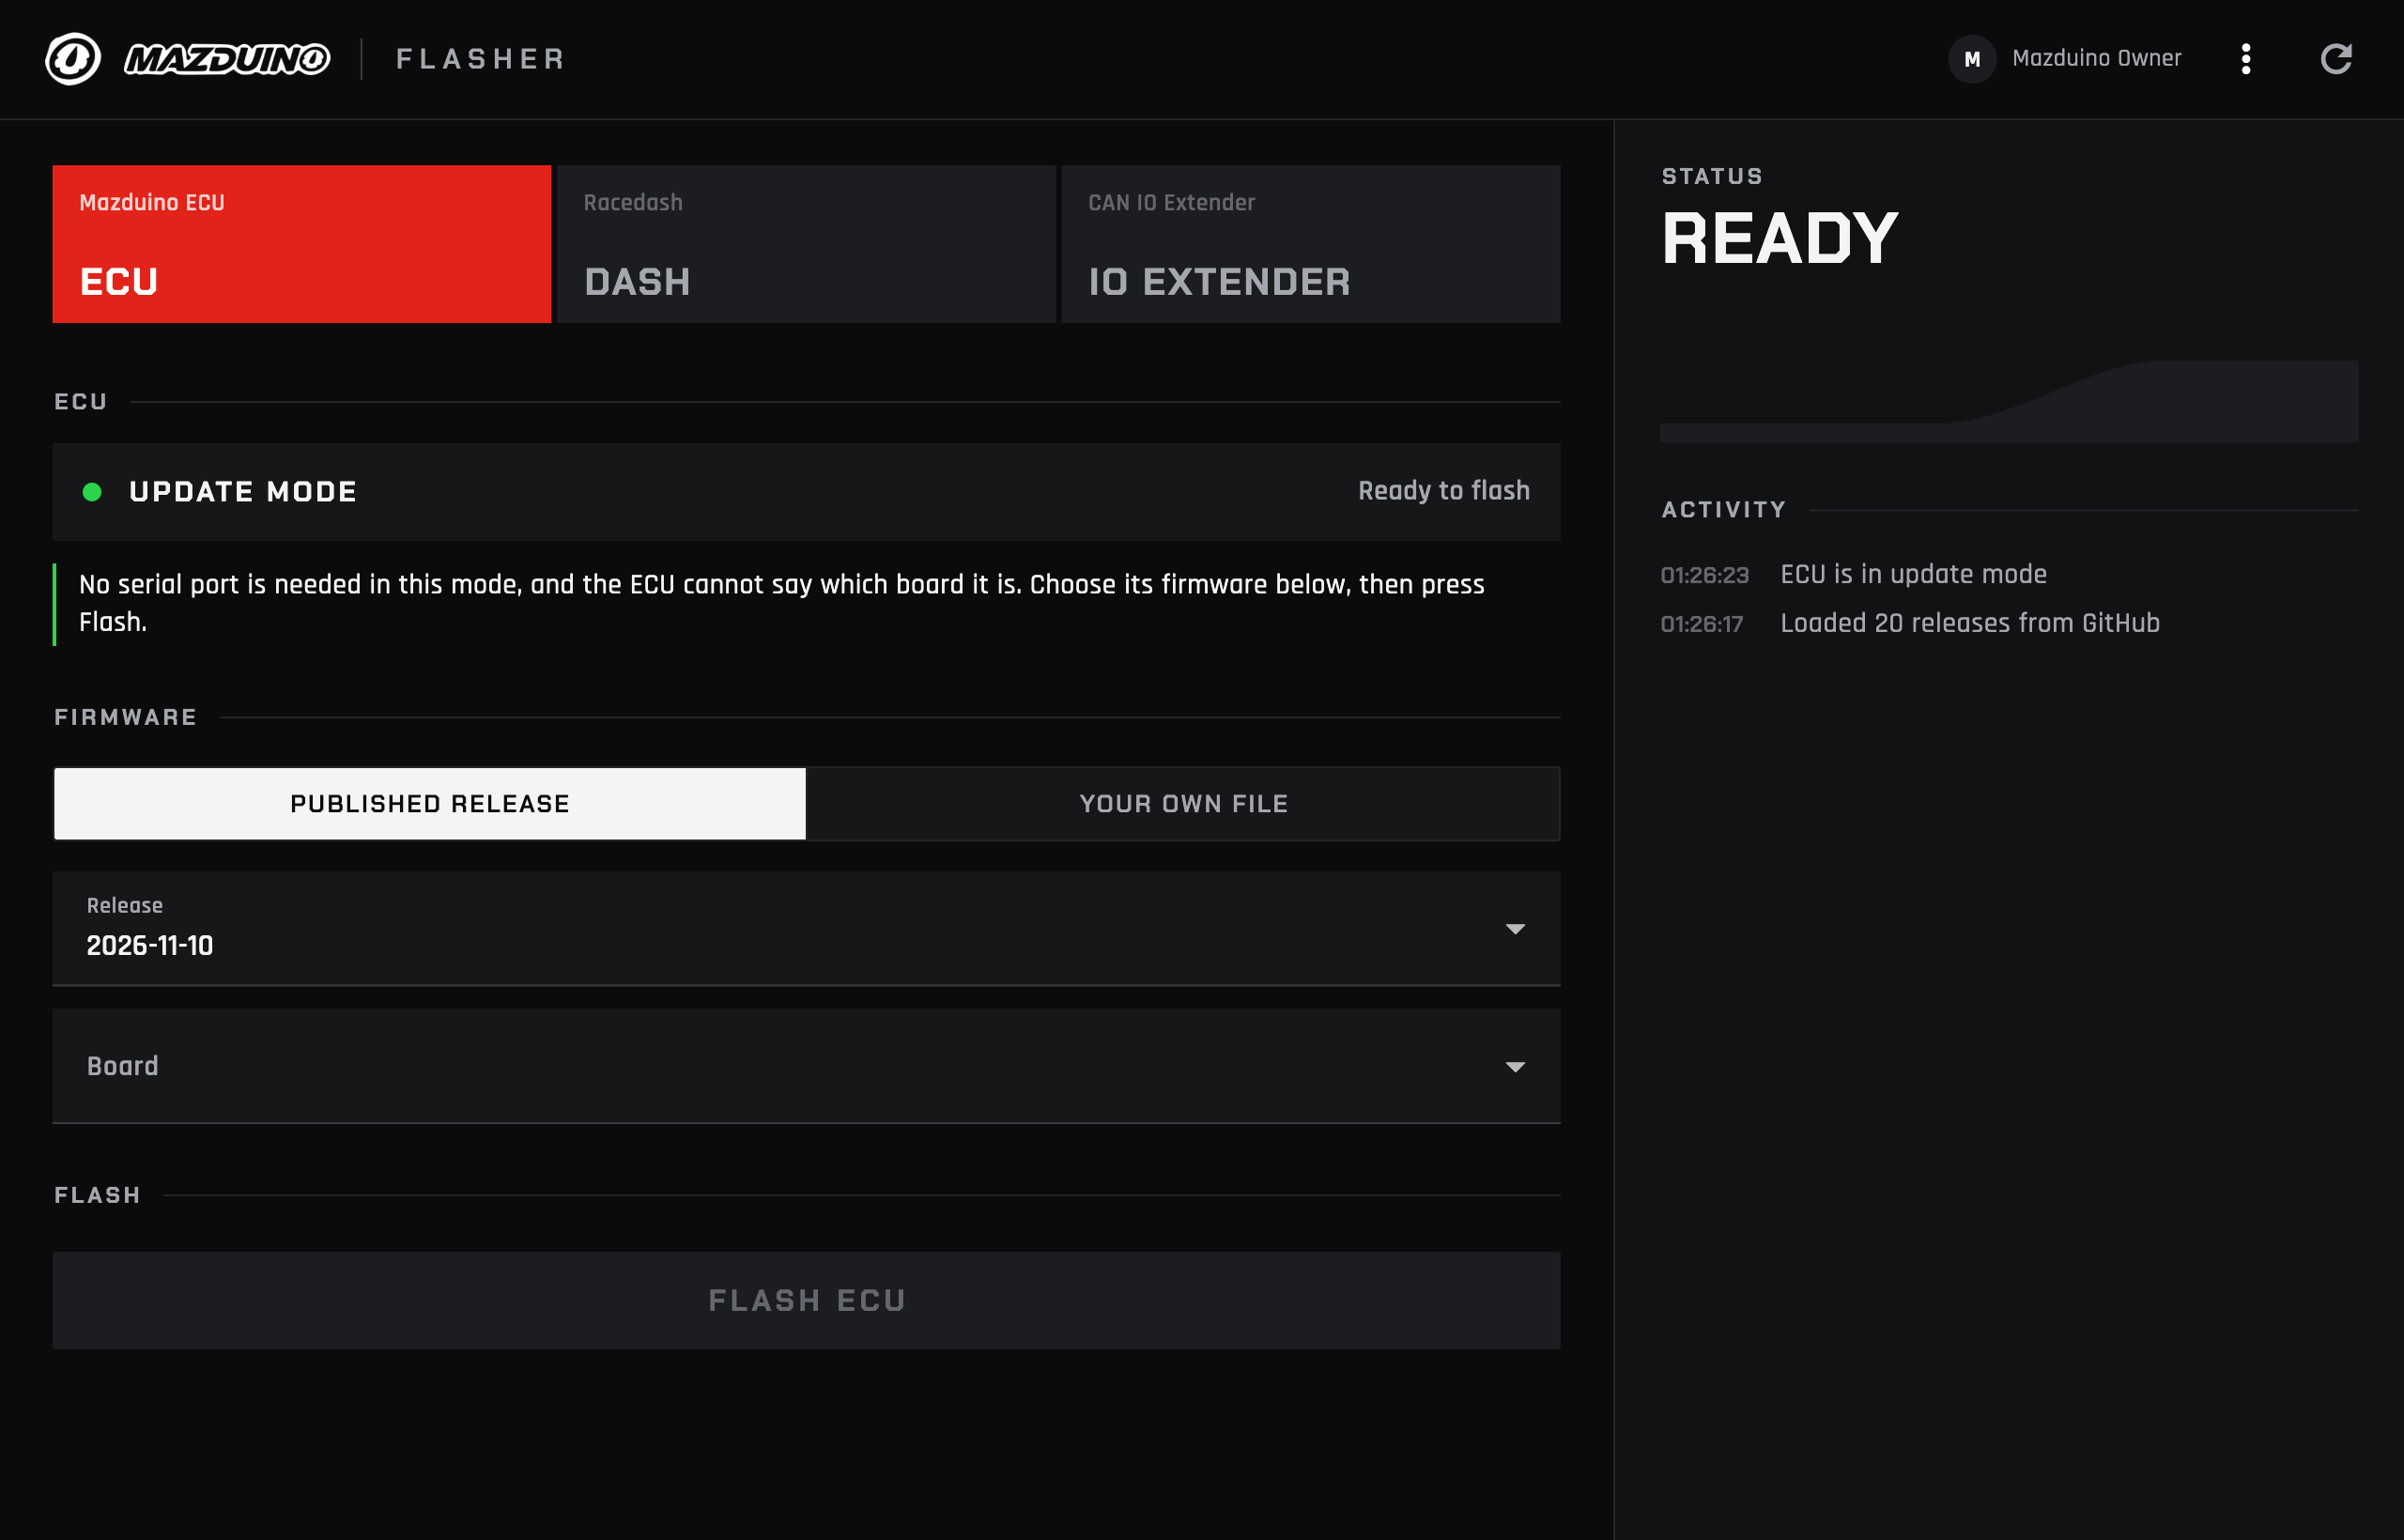 MAZDUINO
FLASHER
M
Mazduino Owner
Mazduino ECU
ECU
Racedash
DASH
CAN IO Extender
IO EXTENDER
ECU
UPDATE MODE
Ready to flash
No serial port is needed in this mode, and the ECU cannot say which board it is. Choose its firmware below, then press
Flash.
FIRMWARE
PUBLISHED RELEASE
YOUR OWN FILE
Release
2026-11-10
Board
FLASH
FLASH ECU
STATUS
READY
ACTIVITY
01:26:23 ECU is in update mode
01:26:17 Loaded 20 releases from GitHub